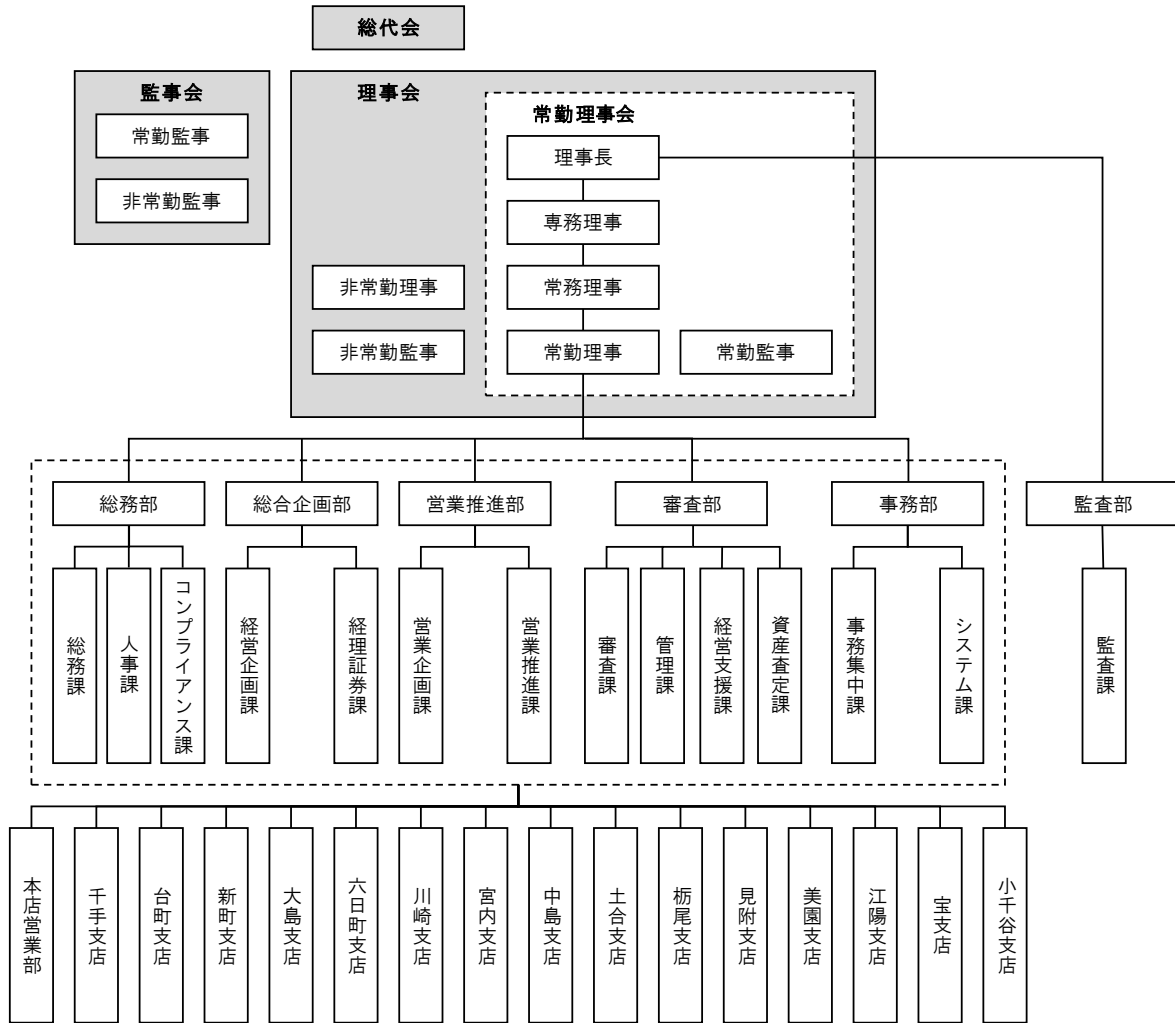 総代会
監事会
常勤監事
非常勤監事
理事会
常勤理事会
理事長
専務理事
非常勤理事
常務理事
非常勤監事
常勤理事
常勤監事
総務部
総合企画部
営業推進部
審査部
事務部
監査部
総務課
人事課
コンプライアンス課
経営企画課
経理証券課
営業企画課
営業推進課
審査課
管理課
経営支援課
資産査定課
事務集中課
システム課
監査課
本店営業部
千手支店
台町支店
新町支店
大島支店
六日町支店
川崎支店
宮内支店
中島支店
土合支店
栃尾支店
見附支店
美園支店
江陽支店
宝支店
小千谷支店